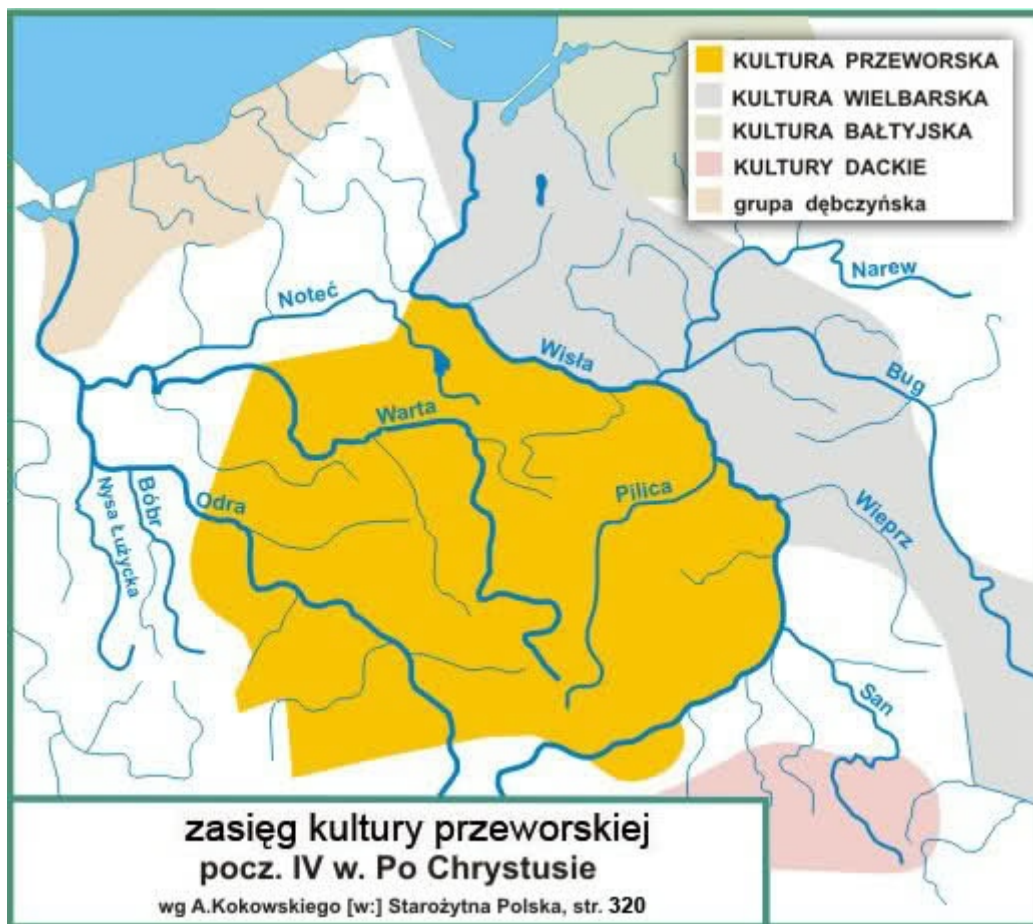 KULTURA PRZEWORSKA
KULTURA WIELBARSKA
KULTURA BAŁTYJSKA
KULTURY DACKIE
grupa dębczyńska
Narew
Noteć
Wisła
Bug
Warta
Pilica
Odra
Bóbr
Nysa Łużycka
Wieprz
San
zasięg kultury przeworskiej
pocz. IV w. Po Chrystusie
wg A.Kokowskiego [w:] Starożytna Polska, str. 320